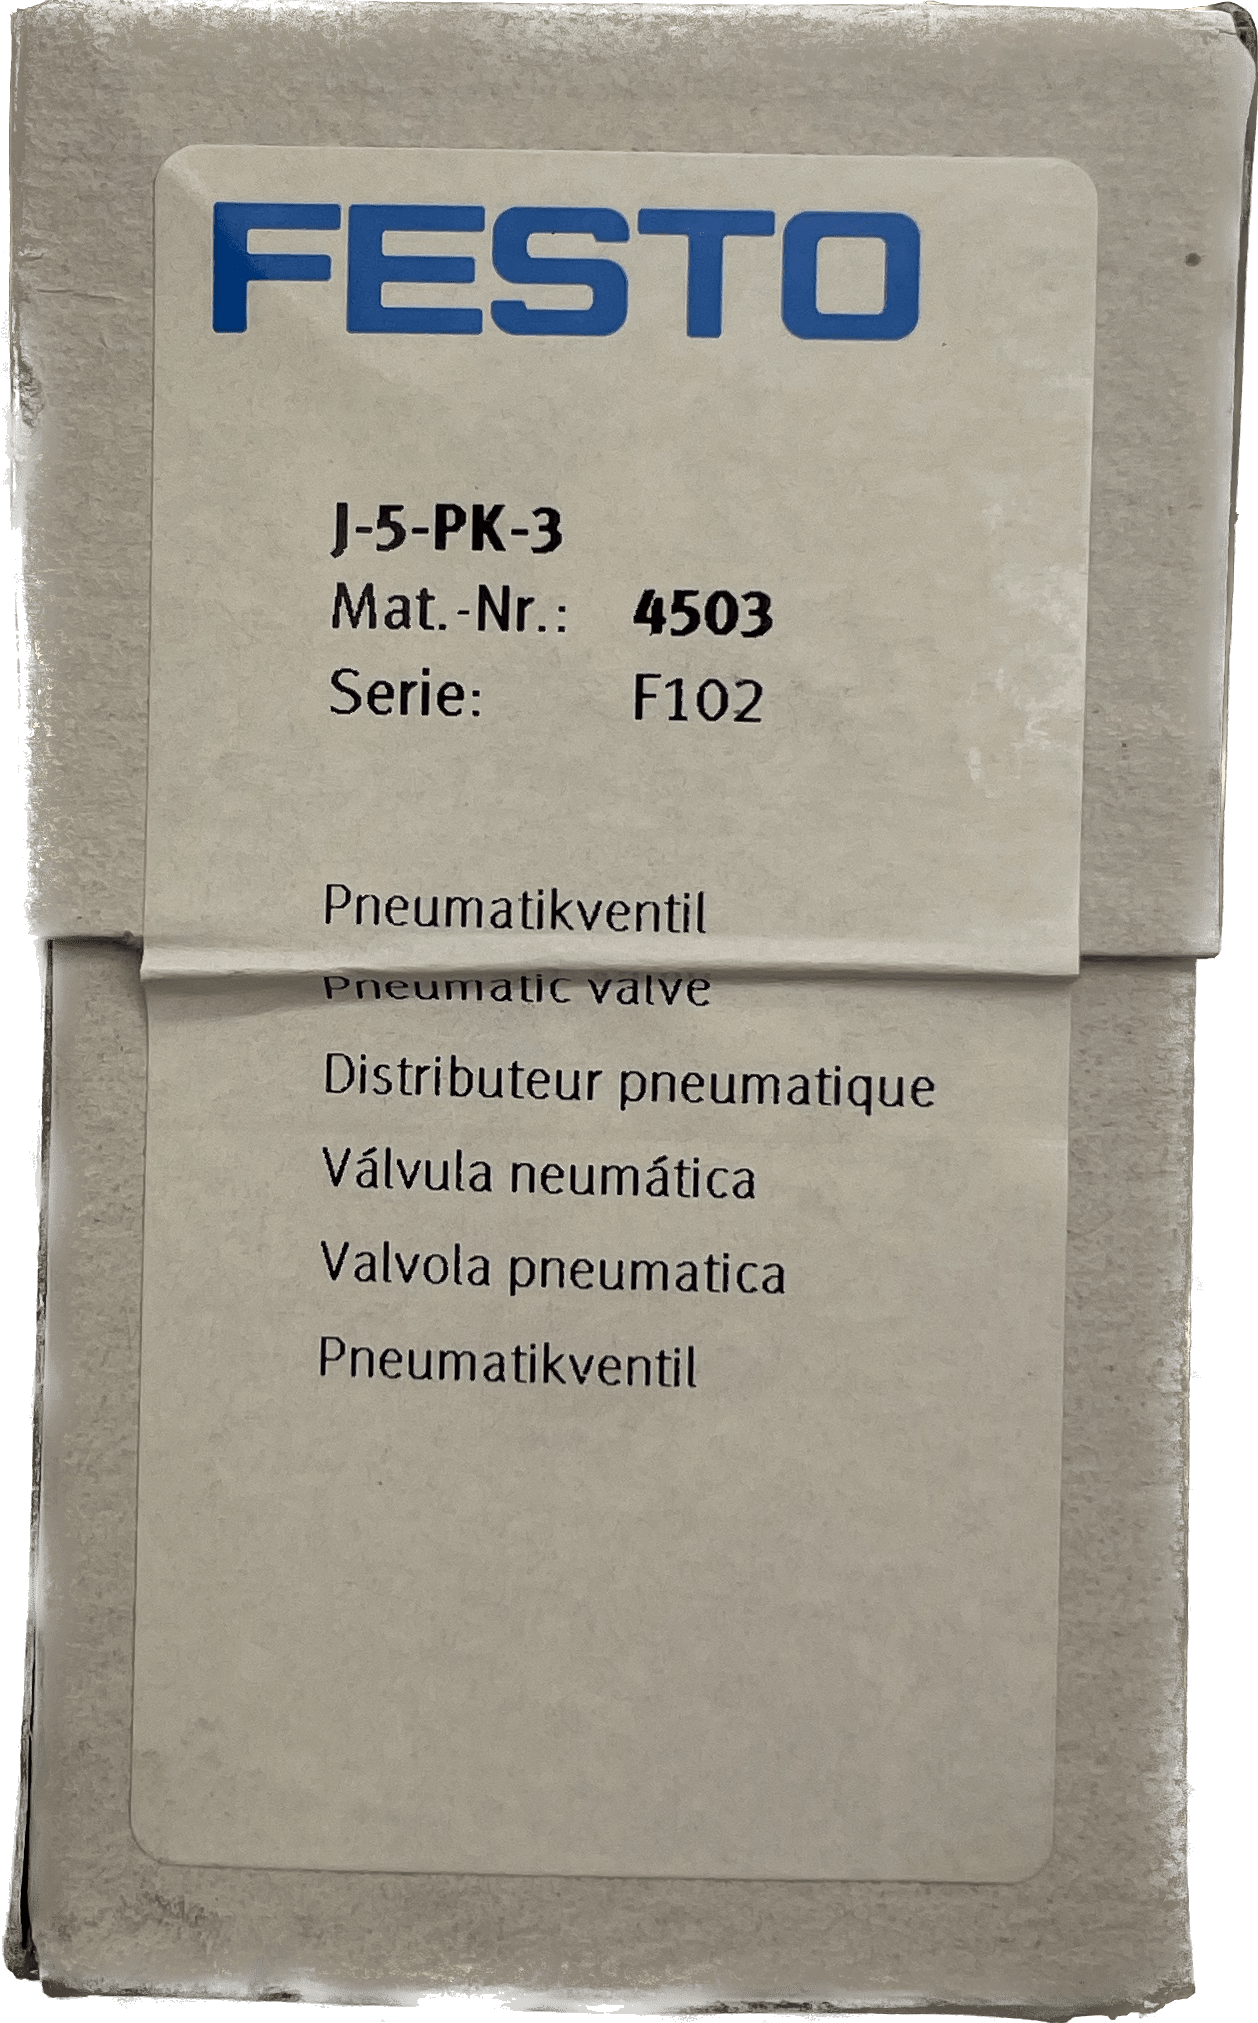 FESTO
J-5-PK-3
Mat.-Nr.: 4503
Serie: F102
Pneumatikventil
Pneumatic valve
Distributeur pneumatique
Válvula neumática
Valvola pneumatica
Pneumatikventil